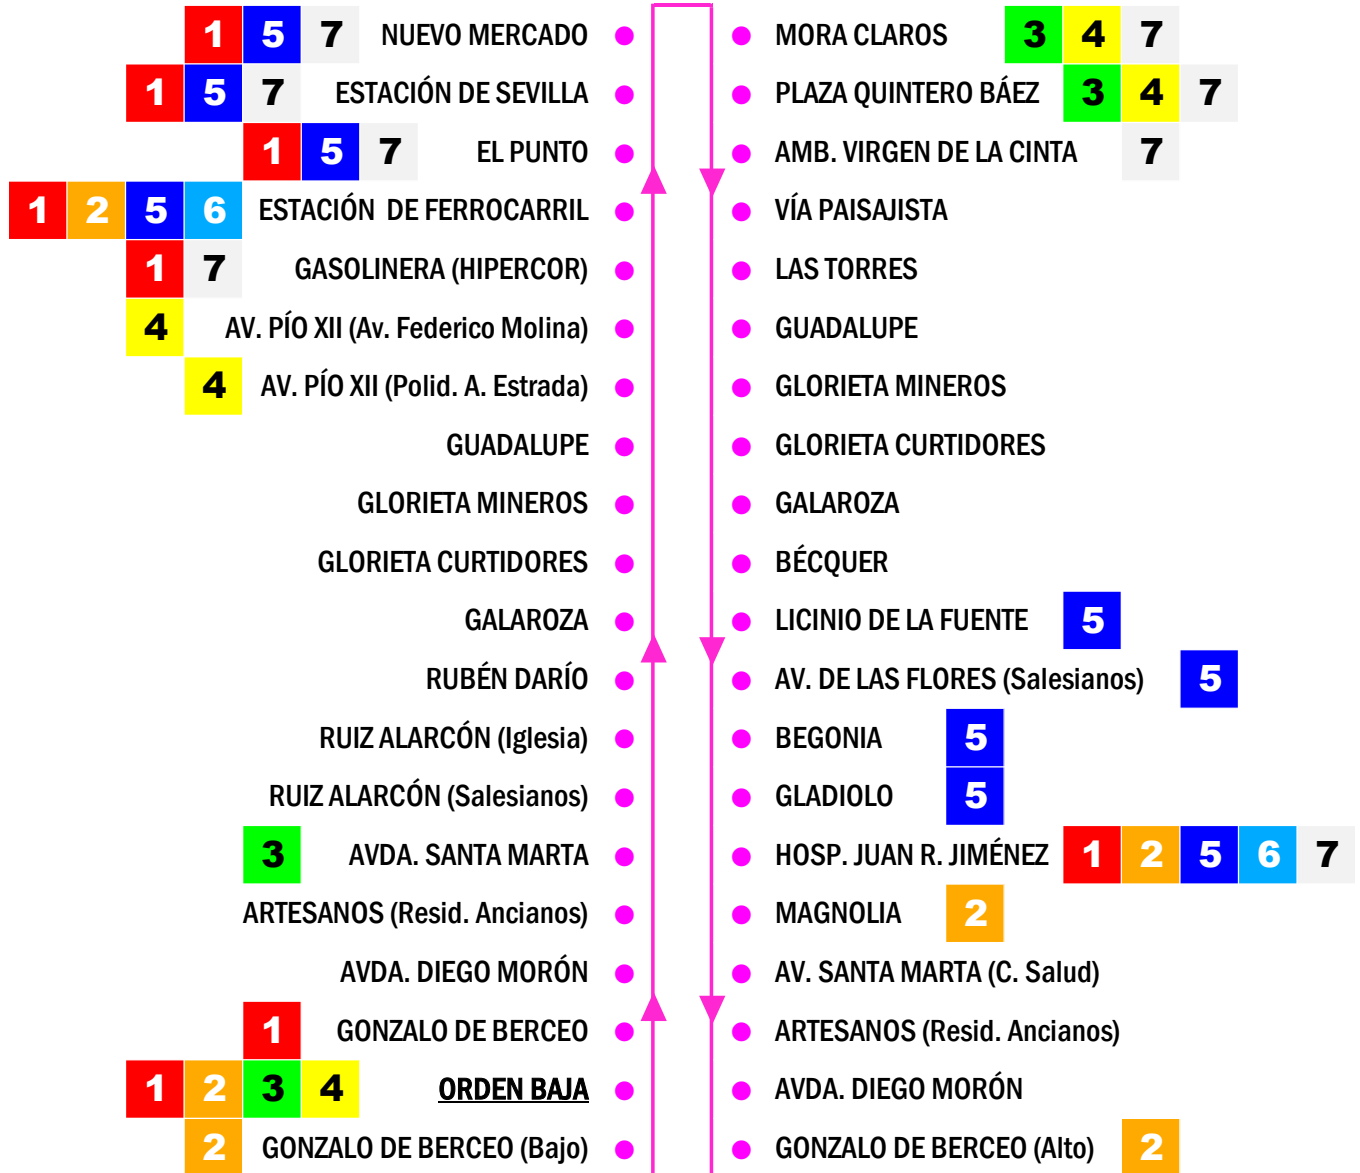 1 5 7 NUEVO MERCADO MORA CLAROS 3 4 7
1 5 7 ESTACIÓN DE SEVILLA PLAZA QUINTERO BÁEZ 3 4 7
1 5 7 EL PUNTO AMB. VIRGEN DE LA CINTA 7
1 2 5 6 ESTACIÓN DE FERROCARRIL VÍA PAISAJISTA
1 7 GASOLINERA (HIPERCOR) LAS TORRES
4 AV. PÍO XII (Av. Federico Molina) GUADALUPE
4 AV. PÍO XII (Polid. A. Estrada) GLORIETA MINEROS
GUADALUPE GLORIETA CURTIDORES
GLORIETA MINEROS GALAROZA
GLORIETA CURTIDORES BÉCQUER
GALAROZA LICINIO DE LA FUENTE 5
RUBÉN DARÍO AV. DE LAS FLORES (Salesianos) 5
RUIZ ALARCÓN (Iglesia) BEGONIA 5
RUIZ ALARCÓN (Salesianos) GLADIOLO 5
3 AVDA. SANTA MARTA HOSP. JUAN R. JIMÉNEZ 1 2 5 6 7
ARTESANOS (Resid. Ancianos) MAGNOLIA 2
AVDA. DIEGO MORÓN AV. SANTA MARTA (C. Salud)
1 GONZALO DE BERCEO ARTESANOS (Resid. Ancianos)
1 2 3 4 ORDEN BAJA AVDA. DIEGO MORÓN
2 GONZALO DE BERCEO (Bajo) GONZALO DE BERCEO (Alto) 2